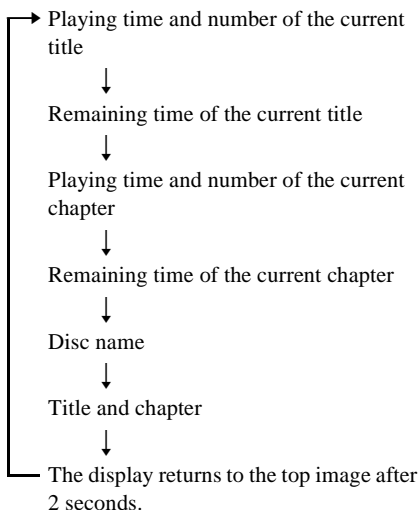 Playing time and number of the current
title
Remaining time of the current title
Playing time and number of the current
chapter
Remaining time of the current chapter
Disc name
Title and chapter
The display returns to the top image after
2 seconds.